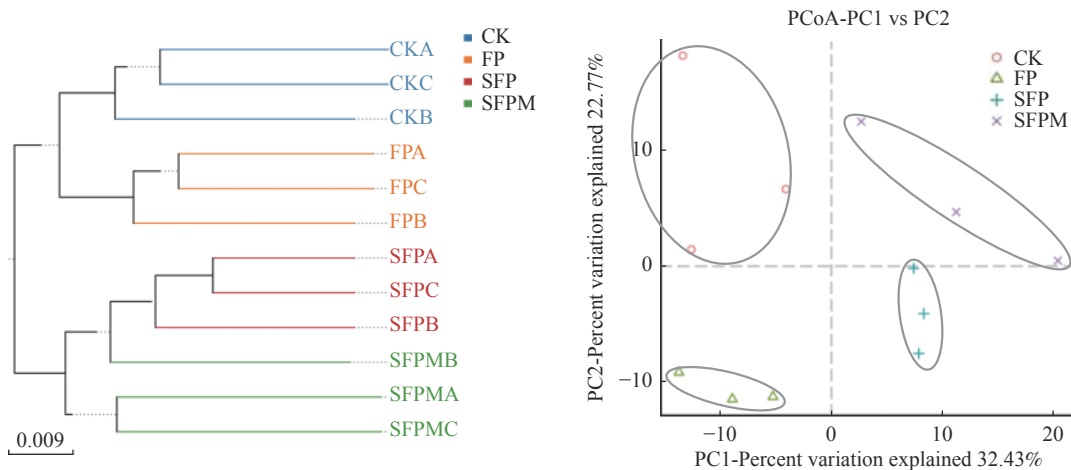 CKA
CKC
CKB
FPA
FPC
FPB
SFPA
SFPC
SFPB
SFPMB
SFPMA
SFPMC
CK
FP
SFP
SFPM
0.009
PCoA-PC1 vs PC2
PC2-Percent variation explained 22.77%
10
0
−10
CK
FP
SFP
SFPM
−10
0
10
20
PC1-Percent variation explained 32.43%